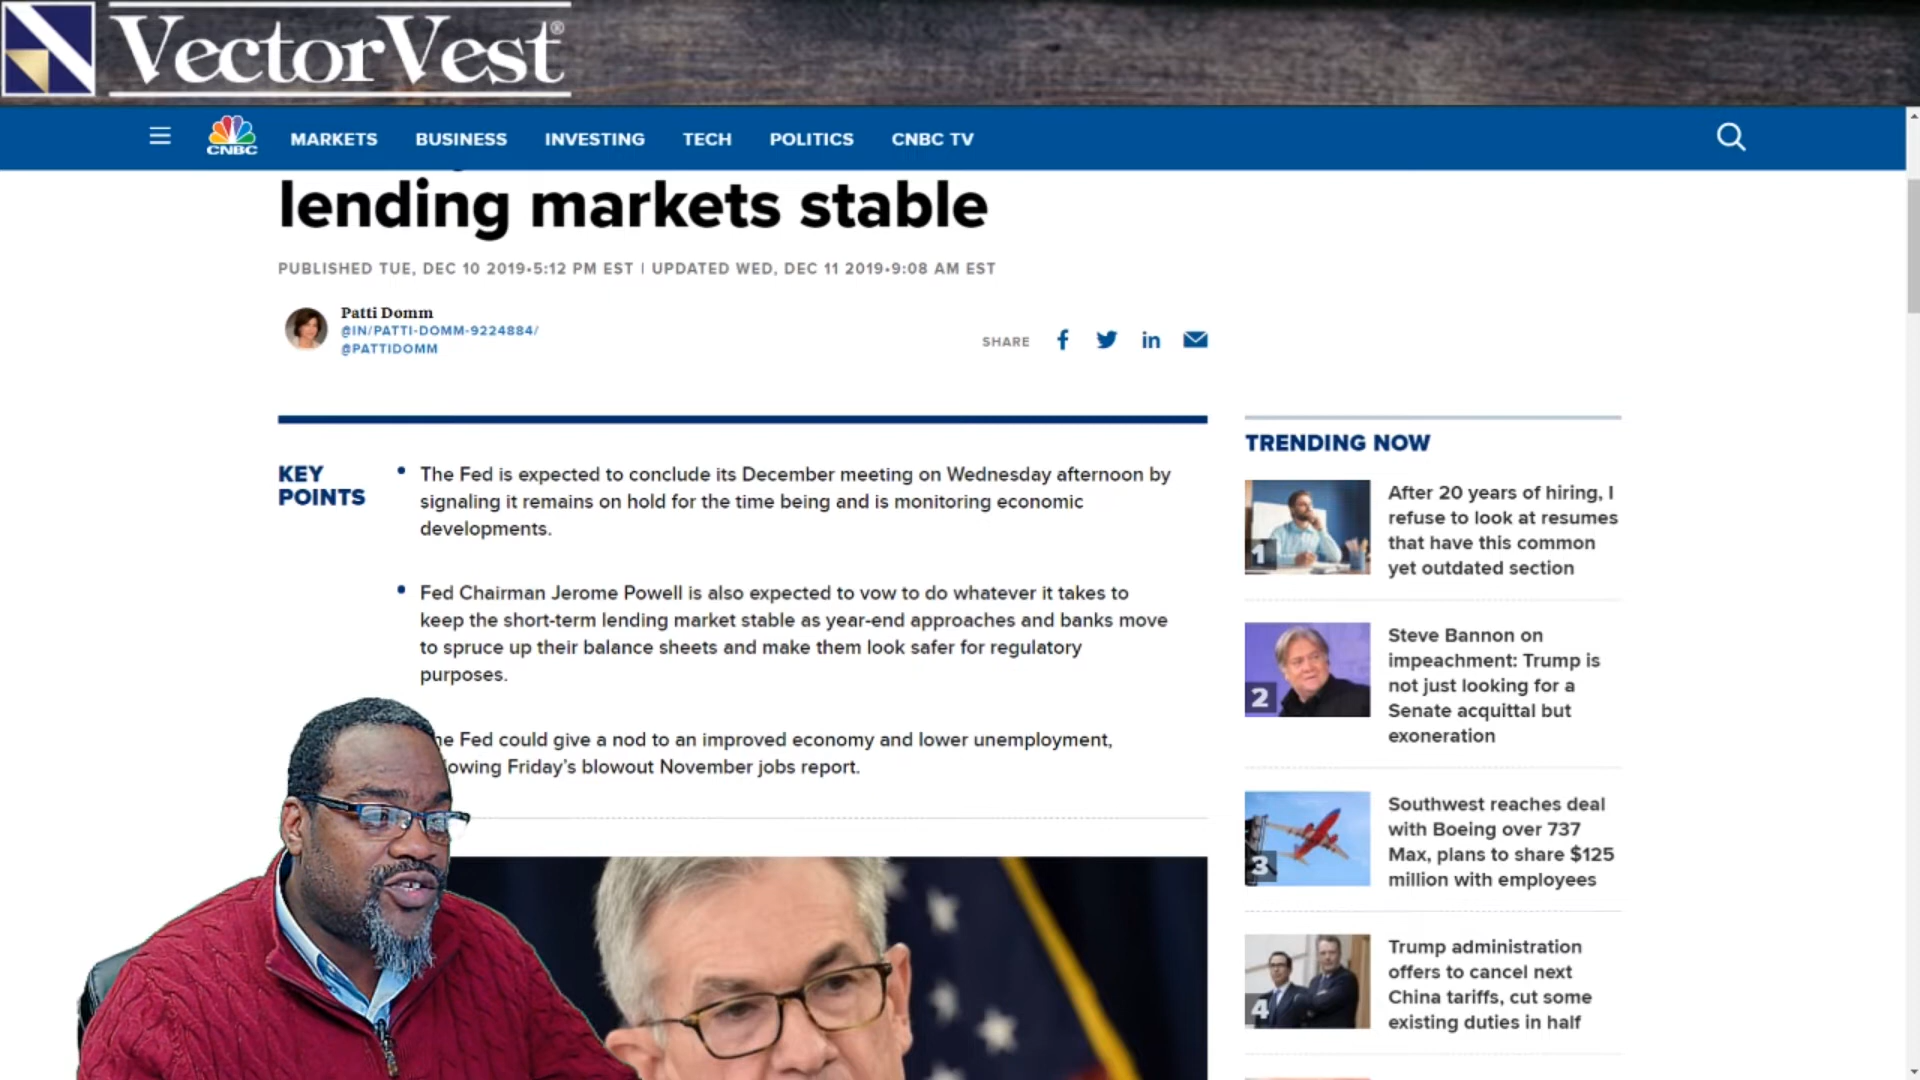 VectorVest®
CNBC
MARKETS BUSINESS INVESTING TECH POLITICS CNBC TV
lending markets stable
PUBLISHED TUE, DEC 10 2019•5:12 PM EST | UPDATED WED, DEC 11 2019•9:08 AM EST
Patti Domm
@IN/PATTI-DOMM-9224884/
@PATTIDOMM
SHARE
KEY
POINTS
The Fed is expected to conclude its December meeting on Wednesday afternoon by
signaling it remains on hold for the time being and is monitoring economic
developments.
Fed Chairman Jerome Powell is also expected to vow to do whatever it takes to
keep the short-term lending market stable as year-end approaches and banks move
to spruce up their balance sheets and make them look safer for regulatory
purposes.
Fed could give a nod to an improved economy and lower unemployment,
Friday's blowout November jobs report.
TRENDING NOW
1
After 20 years of hiring, I
refuse to look at resumes
that have this common
yet outdated section
2
Steve Bannon on
impeachment: Trump is
not just looking for a
Senate acquittal but
exoneration
3
Southwest reaches deal
with Boeing over 737
Max, plans to share $125
million with employees
4
Trump administration
offers to cancel next
China tariffs, cut some
existing duties in half